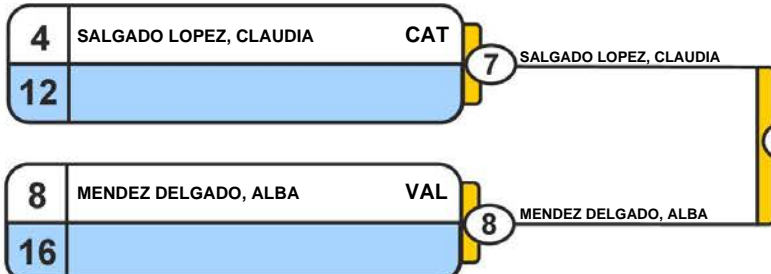 4 SALGADO LOPEZ, CLAUDIA CAT
12
7 SALGADO LOPEZ, CLAUDIA
8 MENDEZ DELGADO, ALBA VAL
16
8 MENDEZ DELGADO, ALBA